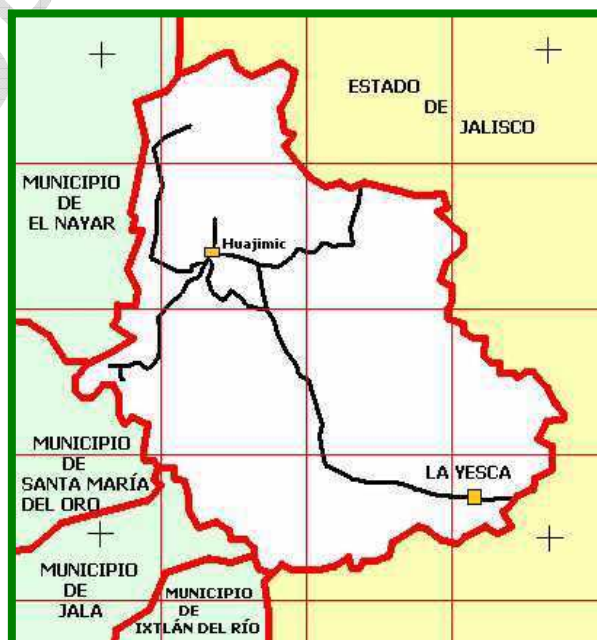 ESTADO
DE
JALISCO
MUNICIPIO
DE
EL NAYAR
Huajimic
MUNICIPIO
DE
SANTA MARÍA
DEL ORO
LA YESCA
MUNICIPIO
DE
JALA
MUNICIPIO
DE
IXTLÁN DEL RÍO